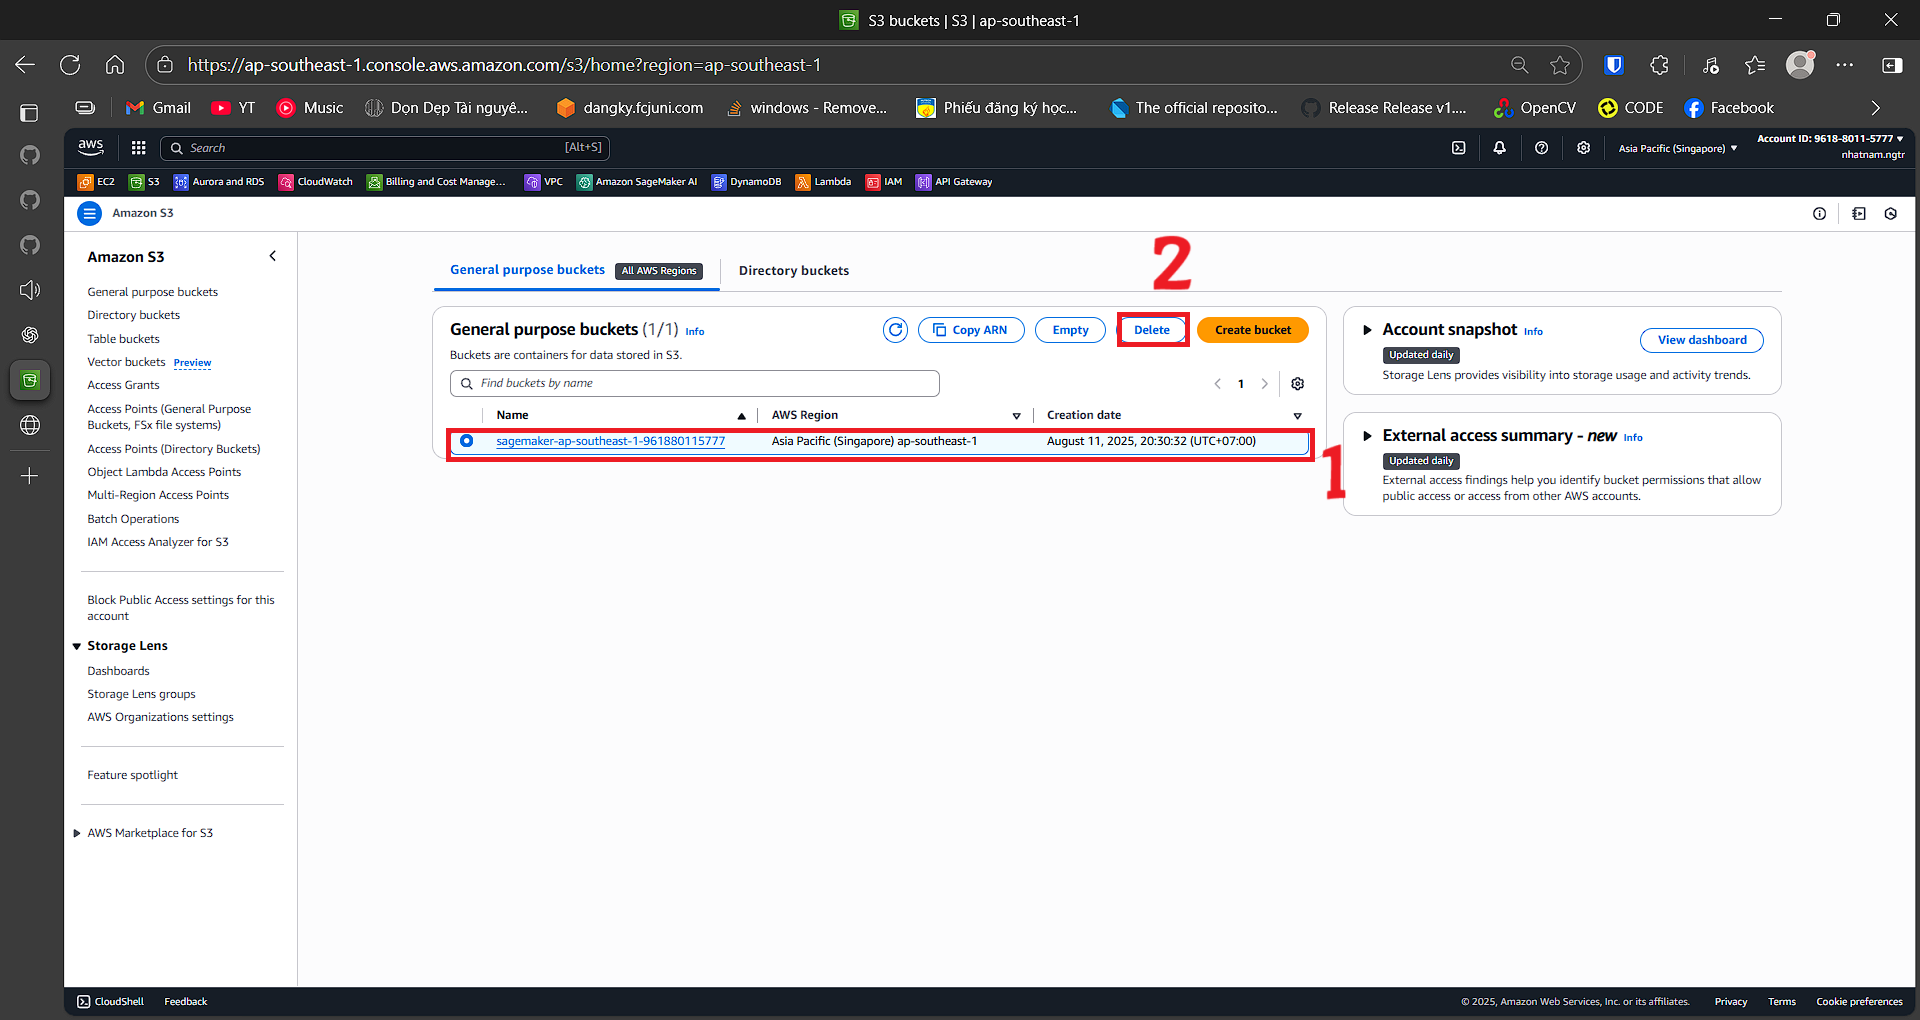 S3 buckets | S3 | ap-southeast-1
https://ap-southeast-1.console.aws.amazon.com/s3/home?region=ap-southeast-1
Gmail YT Music Dọn Dẹp Tài nguyê... dangky.fcjuni.com windows - Remove... Phiếu đăng ký học... The official reposito... Release Release v1.... OpenCV CODE Facebook
aws Search [Alt+S] Asia Pacific (Singapore) Account ID: 9618-8011-5777
nhatnam.ngtr
EC2 S3 Aurora and RDS CloudWatch Billing and Cost Manage... VPC Amazon SageMaker AI DynamoDB Lambda IAM API Gateway
Amazon S3
Amazon S3
General purpose buckets
Directory buckets
Table buckets
Vector buckets Preview
Access Grants
Access Points (General Purpose
Buckets, FSx file systems)
Access Points (Directory Buckets)
Object Lambda Access Points
Multi-Region Access Points
Batch Operations
IAM Access Analyzer for S3
Block Public Access settings for this
account
Storage Lens
Dashboards
Storage Lens groups
AWS Organizations settings
Feature spotlight
AWS Marketplace for S3
General purpose buckets All AWS Regions Directory buckets
2
General purpose buckets (1/1) Info Copy ARN Empty Delete Create bucket
Buckets are containers for data stored in S3.
Find buckets by name 1
Name AWS Region Creation date
sagemaker-ap-southeast-1-961880115777 Asia Pacific (Singapore) ap-southeast-1 August 11, 2025, 20:30:32 (UTC+07:00)
1
Account snapshot Info View dashboard
Updated daily
Storage Lens provides visibility into storage usage and activity trends.
External access summary - new Info
Updated daily
External access findings help you identify bucket permissions that allow
public access or access from other AWS accounts.
CloudShell Feedback © 2025, Amazon Web Services, Inc. or its affiliates. Privacy Terms Cookie preferences